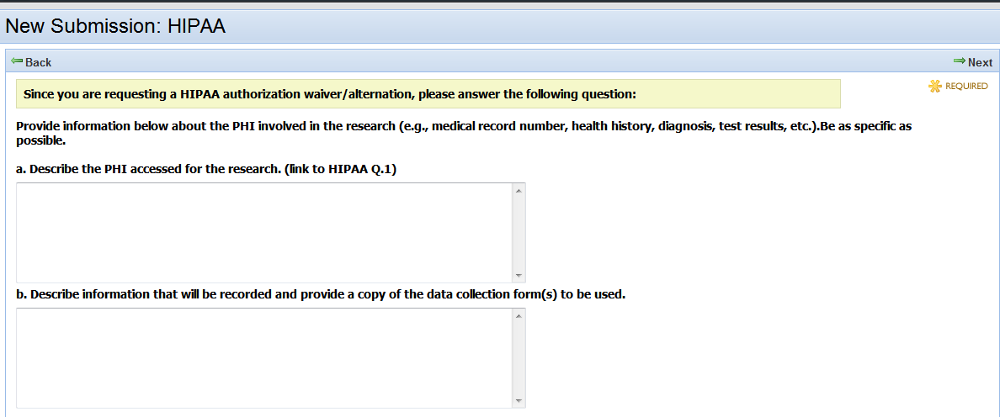 New Submission: HIPAA
Back
Next
Since you are requesting a HIPAA authorization waiver/alternation, please answer the following question:
REQUIRED
Provide information below about the PHI involved in the research (e.g., medical record number, health history, diagnosis, test results, etc.).Be as specific as
possible.
a. Describe the PHI accessed for the research. (link to HIPAA Q.1)
b. Describe information that will be recorded and provide a copy of the data collection form(s) to be used.